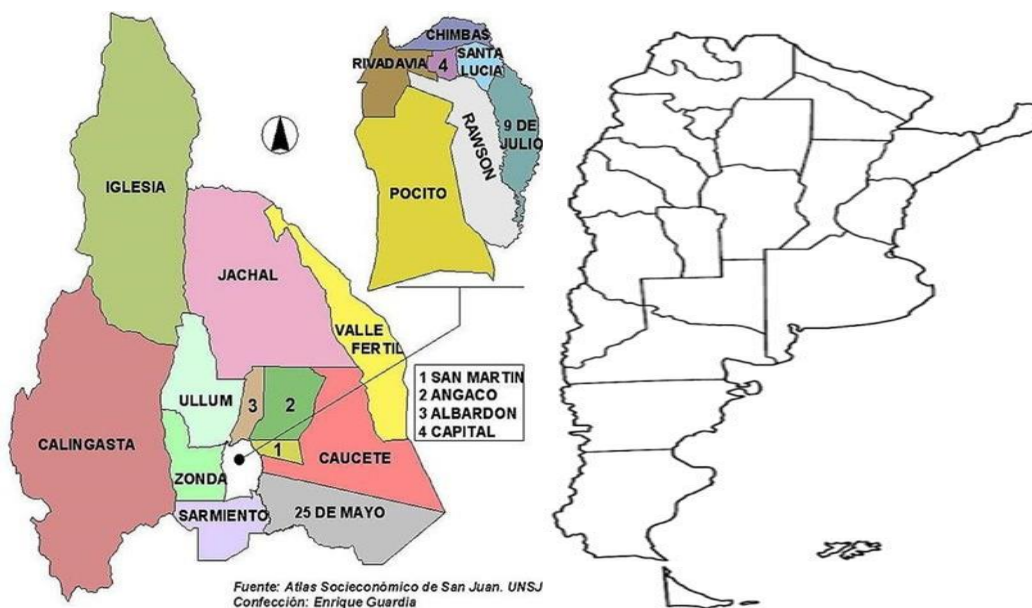 CHIMBAS
RIVADAVIA
4
SANTA
LUCIA
9 DE
JULIO
RAWSON
POCITO
IGLESIA
JACHAL
VALLE
FERTIL
1 SAN MARTIN
2 ANGACO
3 ALBARDON
4 CAPITAL
ULLUM
3
2
1
CALINGASTA
CAUCETE
ZONDA
SARMIENTO
25 DE MAYO
Fuente: Atlas Socieconòmico de San Juan. UNSJ
Confección: Enrique Guardia